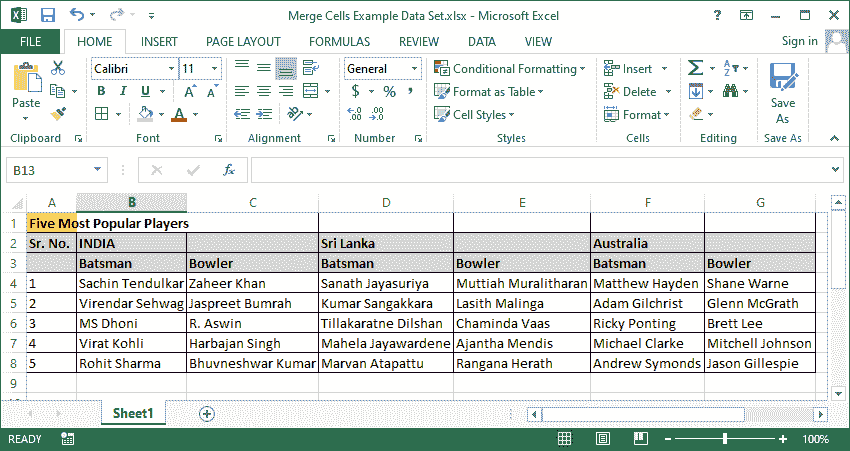 Merge Cells Example Data Set.xlsx - Microsoft Excel
FILE HOME INSERT PAGE LAYOUT FORMULAS REVIEW DATA VIEW Sign in
Calibri 11 General Conditional Formatting Insert
Paste B I U A A $ % , Format as Table Delete Save As
A .00 .00 Cell Styles Format
Clipboard Font Alignment Number Styles Cells Editing Save As
B13 fx
A B C D E F G
1 Five Most Popular Players
2 Sr. No. INDIA Sri Lanka Australia
3 Batsman Bowler Batsman Bowler Batsman Bowler
4 1 Sachin Tendulkar Zaheer Khan Sanath Jayasuriya Muttiah Muralitharan Matthew Hayden Shane Warne
5 2 Virendar Sehwag Jaspreet Bumrah Kumar Sangakkara Lasith Malinga Adam Gilchrist Glenn McGrath
6 3 MS Dhoni R. Aswin Tillakaratne Dilshan Chaminda Vaas Ricky Ponting Brett Lee
7 4 Virat Kohli Harbajan Singh Mahela Jayawardene Ajantha Mendis Michael Clarke Mitchell Johnson
8 5 Rohit Sharma Bhuvneshwar Kumar Marvan Atapattu Rangana Herath Andrew Symonds Jason Gillespie
9
Sheet1
READY 100%